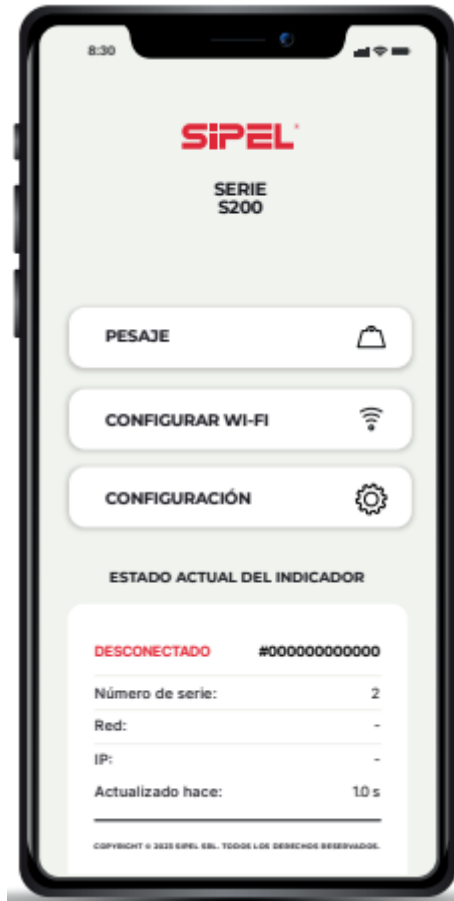 8:30
SIPEL
SERIE
S200
PESAJE
CONFIGURAR WI-FI
CONFIGURACIÓN
ESTADO ACTUAL DEL INDICADOR
DESCONECTADO #000000000000
Número de serie: 2
Red: -
IP: -
Actualizado hace: 1.0 s
COPYRIGHT © 2025 SIPEL SRL. TODOS LOS DERECHOS RESERVADOS.